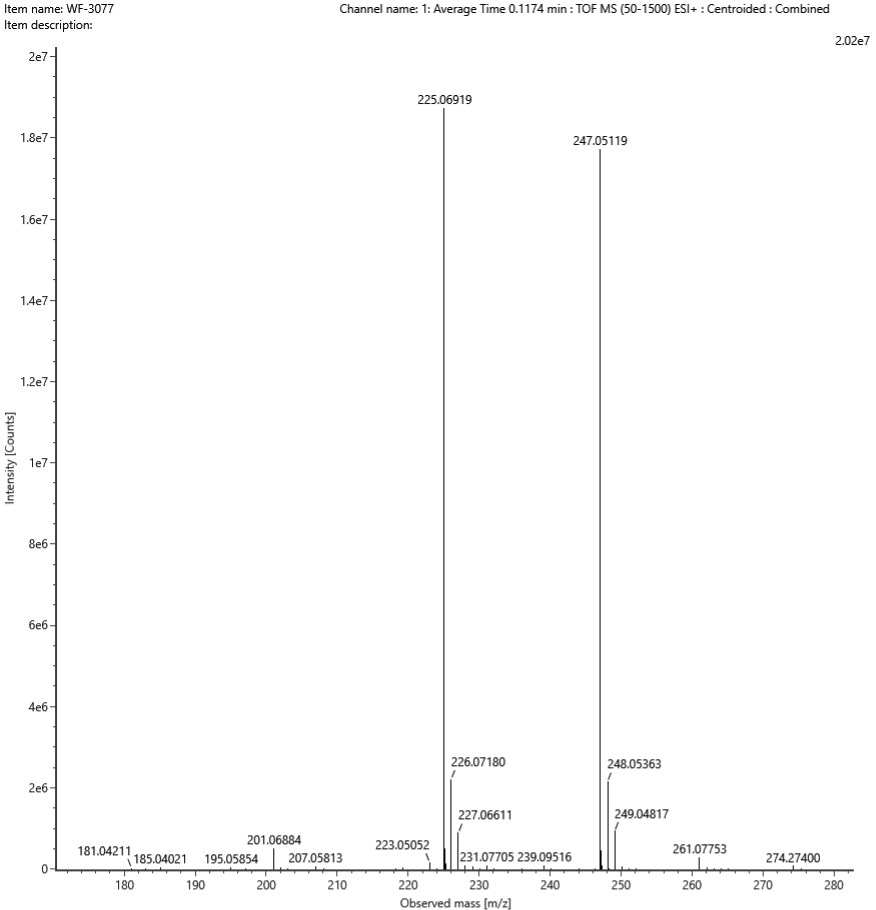 Item name: WF-3077
Channel name: 1: Average Time 0.1174 min : TOF MS (50-1500) ESI+ : Centroided : Combined
Item description:
2.02e7
2e7
225.06919
1.8e7
247.05119
1.6e7
1.4e7
1.2e7
Intensity [Counts]
1e7
8e6
6e6
4e6
226.07180
248.05363
2e6
227.06611
249.04817
201.06884
223.05052
181.04211
185.04021
195.05854
207.05813
231.07705
239.09516
261.07753
274.27400
0
180 190 200 210 220 230 240 250 260 270 280
Observed mass [m/z]